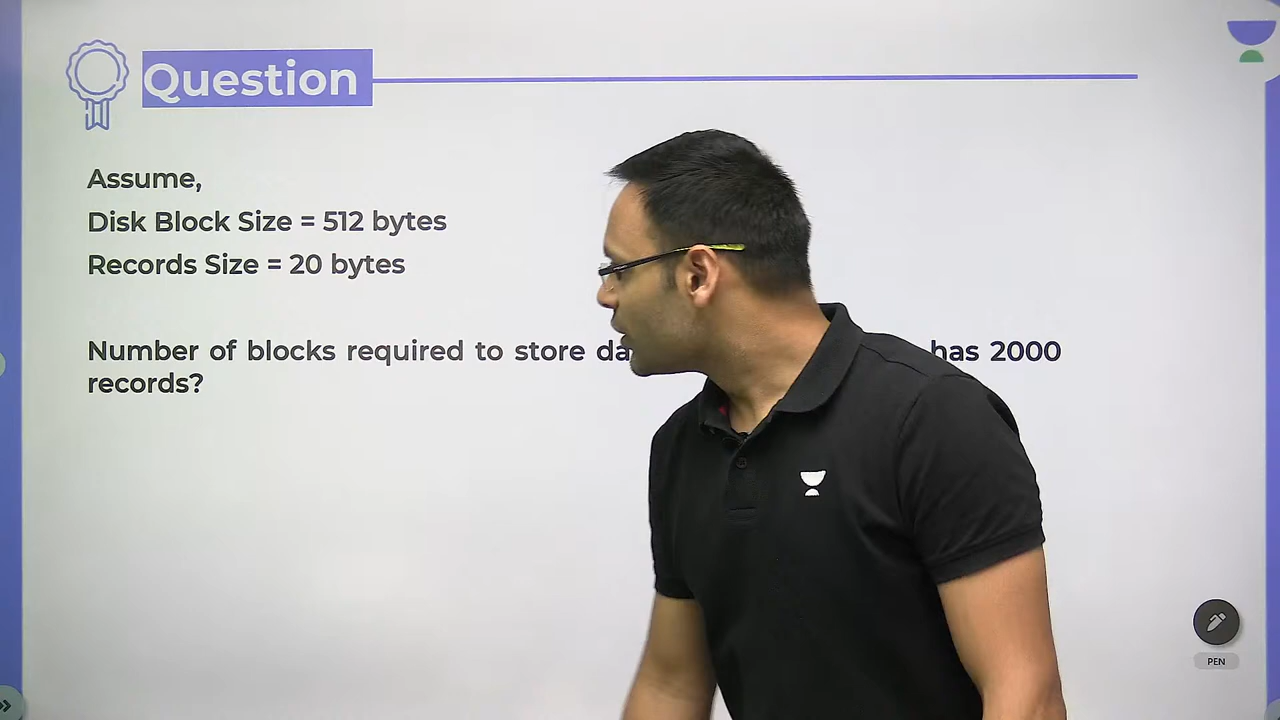 Question
Assume,
Disk Block Size = 512 bytes
Records Size = 20 bytes
Number of blocks required to store has 2000
records?
PEN